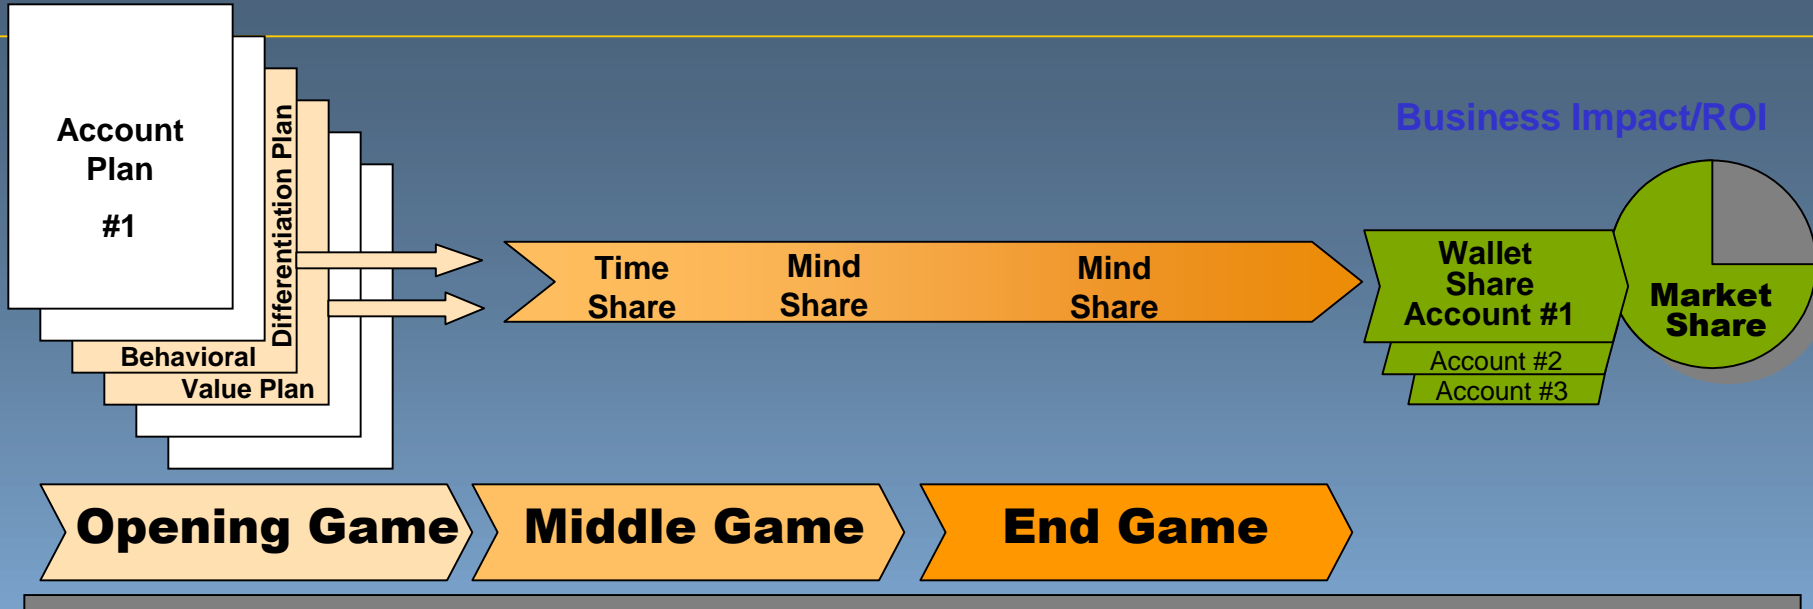 Account
Plan
#1
Differentiation Plan
Behavioral
Value Plan
Time
Share
Mind
Share
Mind
Share
Business Impact/ROI
Wallet
Share
Account #1
Account #2
Account #3
Market
Share
Opening Game
Middle Game
End Game